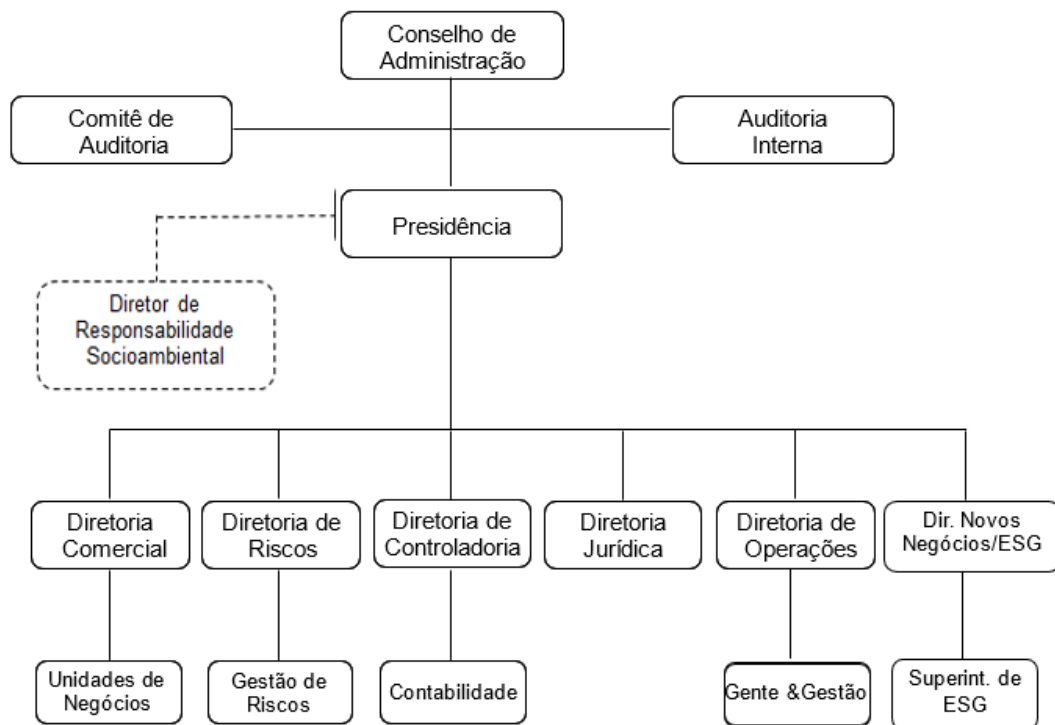 Conselho de
Administração
Comitê de
Auditoria
Auditoria
Interna
Presidência
Diretor de
Responsabilidade
Socioambiental
Diretoria
Comercial
Diretoria de
Riscos
Diretoria de
Controladoria
Diretoria
Jurídica
Diretoria de
Operações
Dir. Novos
Negócios/ESG
Unidades de
Negócios
Gestão de
Riscos
Contabilidade
Gente &Gestão
Superint. de
ESG